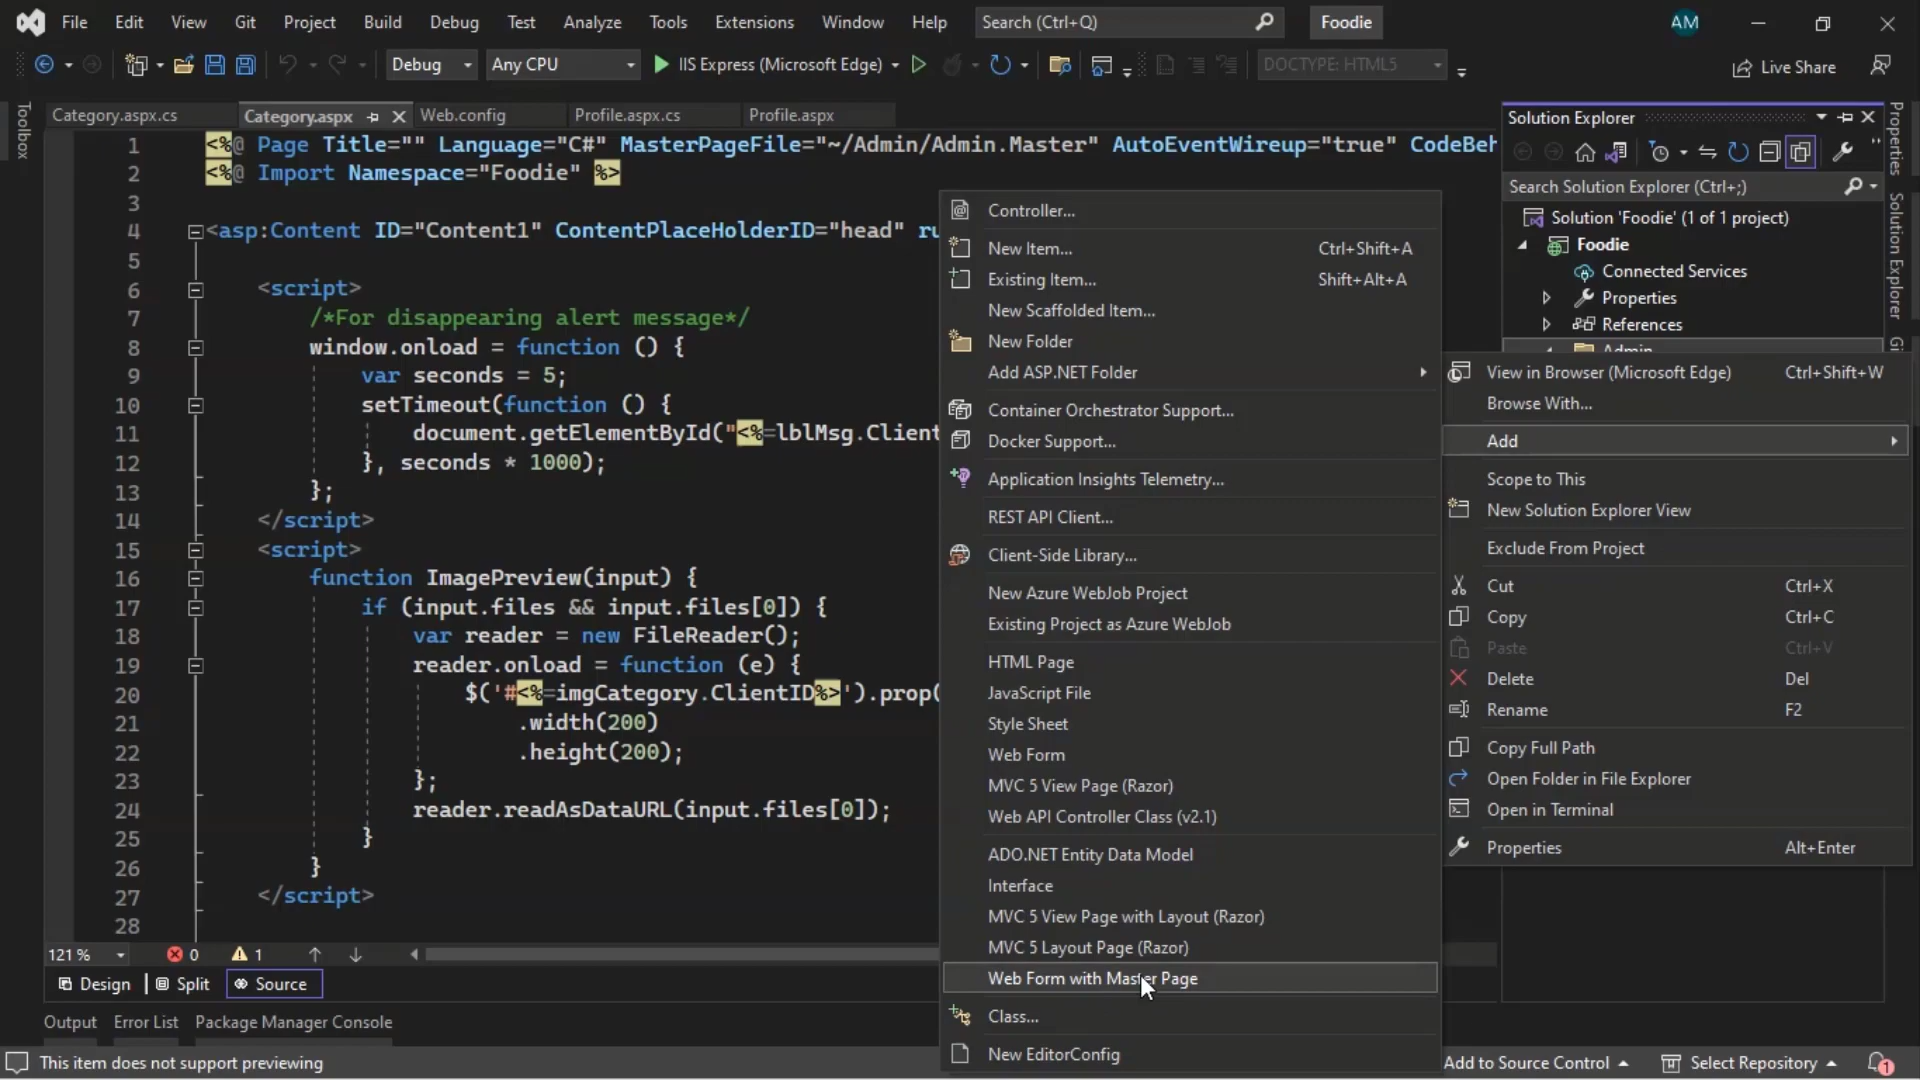 File Edit View Git Project Build Debug Test Analyze Tools Extensions Window Help Search (Ctrl+Q) Foodie AM
Debug Any CPU IIS Express (Microsoft Edge) DOCTYPE: HTML5 Live Share
Toolbox
Category.aspx.cs Category.aspx Web.config Profile.aspx.cs Profile.aspx
1 <%@ Page Title="" Language="C#" MasterPageFile="~/Admin/Admin.Master" AutoEventWireup="true" CodeBeh
2 <%@ Import Namespace="Foodie" %>
3
4 <asp:Content ID="Content1" ContentPlaceHolderID="head" ru
5
6 <script>
7 /*For disappearing alert message*/
8 window.onload = function () {
9 var seconds = 5;
10 setTimeout(function () {
11 document.getElementById("<%=lblMsg.Client
12 }, seconds * 1000);
13 };
14 </script>
15 <script>
16 function ImagePreview(input) {
17 if (input.files && input.files[0]) {
18 var reader = new FileReader();
19 reader.onload = function (e) {
20 $('#<%=imgCategory.ClientID%>').prop(
21 .width(200)
22 .height(200);
23 };
24 reader.readAsDataURL(input.files[0]);
25 }
26 }
27 </script>
28
121 % 0 1
Design Split Source
Output Error List Package Manager Console
This item does not support previewing
Controller...
New Item... Ctrl+Shift+A
Existing Item... Shift+Alt+A
New Scaffolded Item...
New Folder
Add ASP.NET Folder
Container Orchestrator Support...
Docker Support...
Application Insights Telemetry...
REST API Client...
Client-Side Library...
New Azure WebJob Project
Existing Project as Azure WebJob
HTML Page
JavaScript File
Style Sheet
Web Form
MVC 5 View Page (Razor)
Web API Controller Class (v2.1)
ADO.NET Entity Data Model
Interface
MVC 5 View Page with Layout (Razor)
MVC 5 Layout Page (Razor)
Web Form with Master Page
Class...
New EditorConfig
Solution Explorer
Search Solution Explorer (Ctrl+;)
Solution 'Foodie' (1 of 1 project)
Foodie
Connected Services
Properties
References
Admin
View in Browser (Microsoft Edge) Ctrl+Shift+W
Browse With...
Add
Scope to This
New Solution Explorer View
Exclude From Project
Cut Ctrl+X
Copy Ctrl+C
Paste Ctrl+V
Delete Del
Rename F2
Copy Full Path
Open Folder in File Explorer
Open in Terminal
Properties Alt+Enter
Properties
Solution Explorer
Add to Source Control Select Repository 1